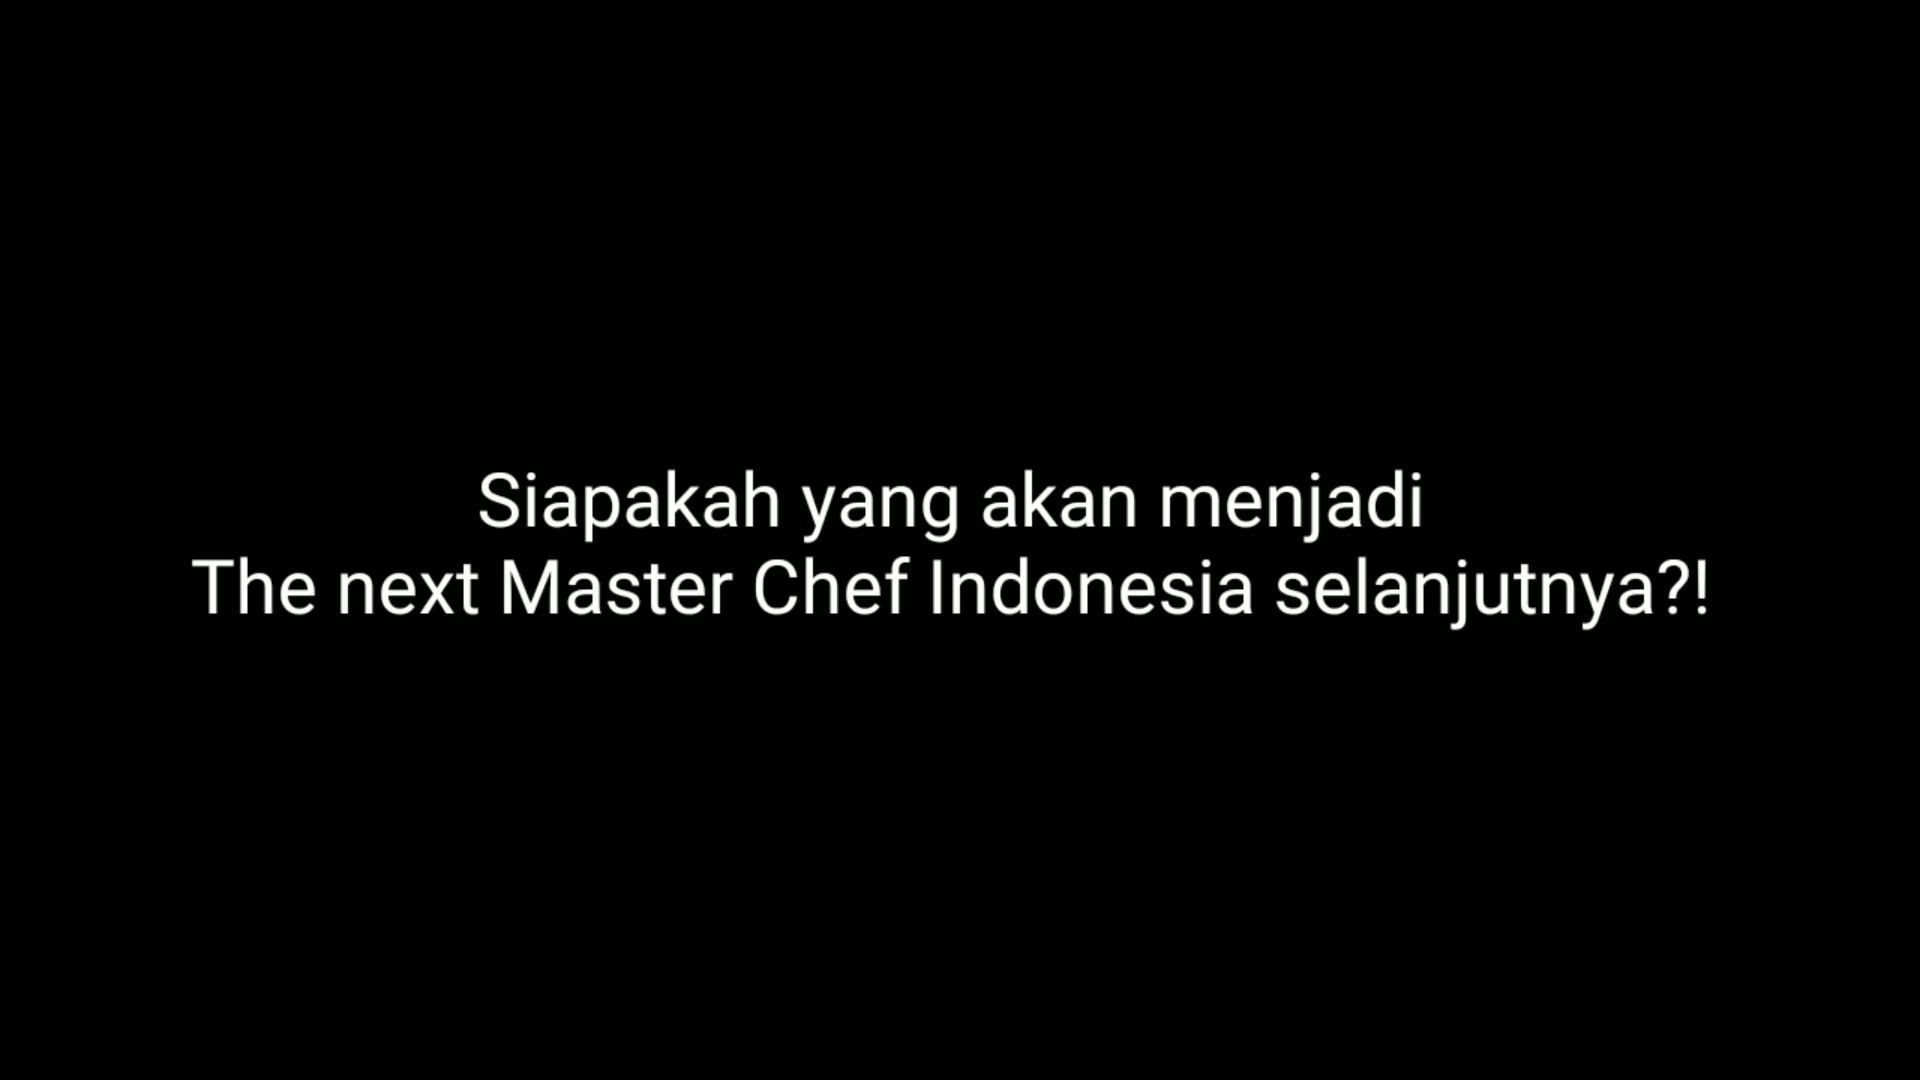 Siapakah yang akan menjadi
The next Master Chef Indonesia selanjutnya?!